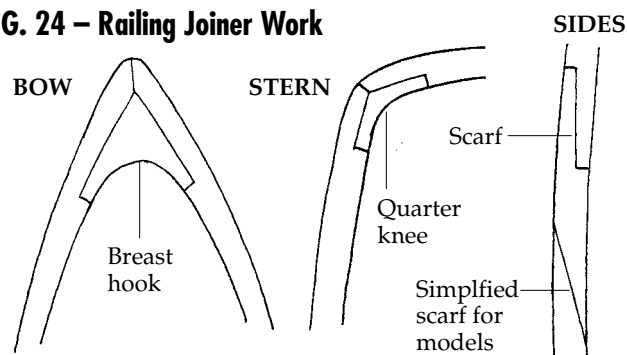 G. 24 – Railing Joiner Work
BOW
STERN
SIDES
Breast
hook
Quarter
knee
Scarf
Simplfied
scarf for
models